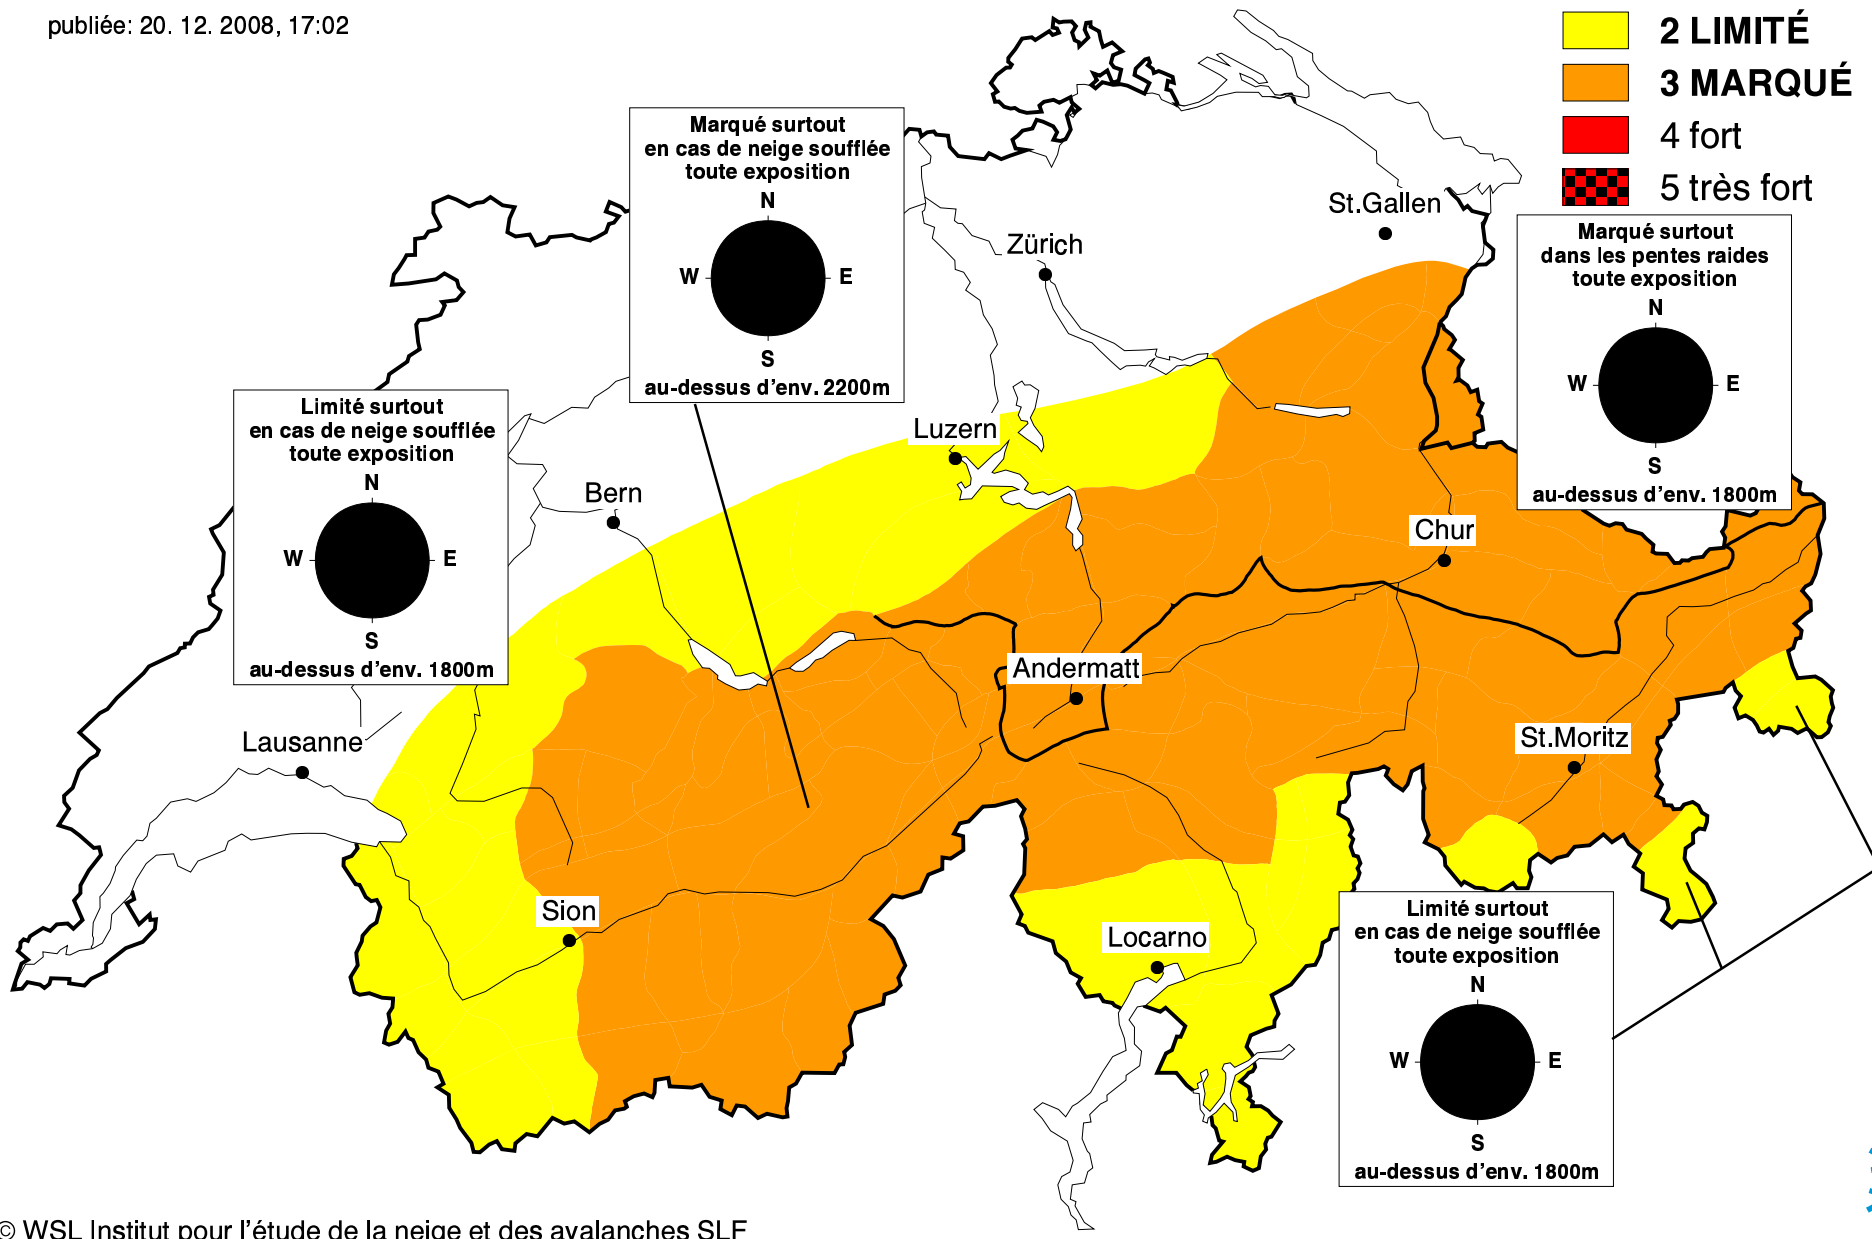 publiée: 20. 12. 2008, 17:02
2 LIMITÉ
3 MARQUÉ
4 fort
5 très fort
Marqué surtout
en cas de neige soufflée
toute exposition
N
W E
S
au-dessus d'env. 2200m
St.Gallen
Zürich
Marqué surtout
dans les pentes raides
toute exposition
N
W E
S
au-dessus d'env. 1800m
Limité surtout
en cas de neige soufflée
toute exposition
N
W E
S
au-dessus d'env. 1800m
Luzern
Bern
Chur
Andermatt
Lausanne
St.Moritz
Sion
Locarno
Limité surtout
en cas de neige soufflée
toute exposition
N
W E
S
au-dessus d'env. 1800m
© WSL Institut pour l'étude de la neige et des avalanches SLF